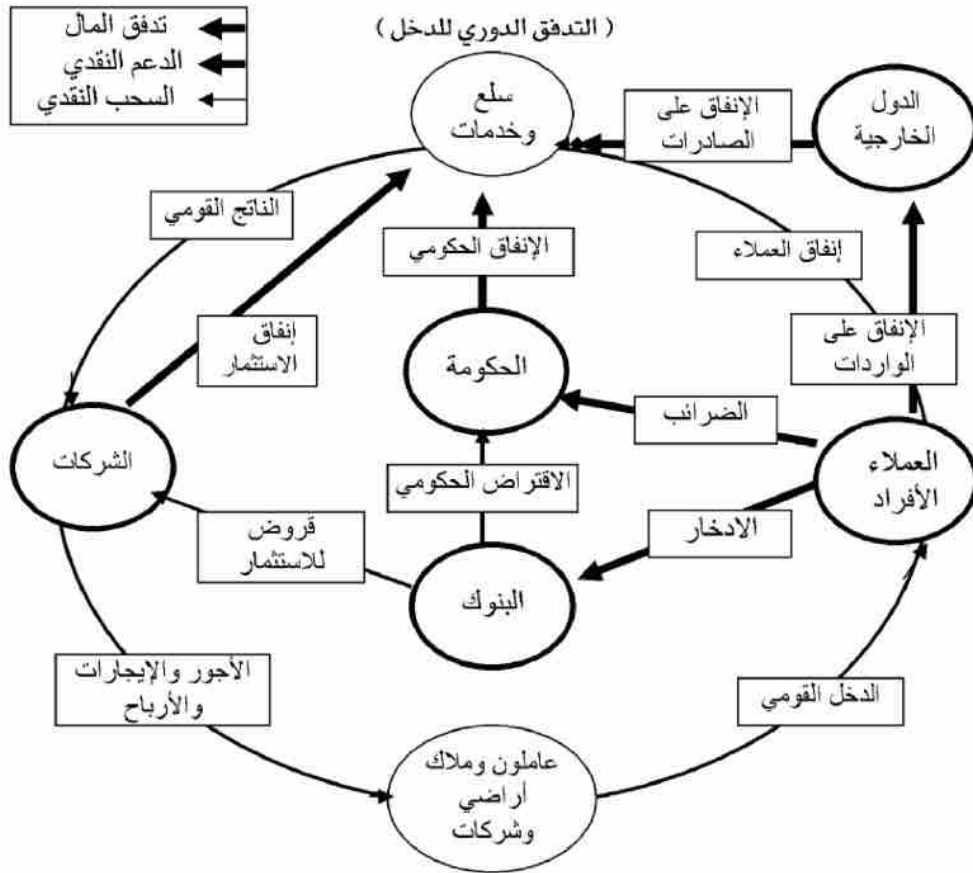 ( التدفق الدوري للدخل )
تدفق المال
الدعم النقدي
السحب النقدي
سلع
وخدمات
الإنفاق على
الصادرات
الدول
الخارجية
الناتج القومي
الإنفاق الحكومي
إنفاق العملاء
إنفاق
الاستثمار
الحكومة
الإنفاق على
الواردات
الضرائب
الشركات
العملاء
الأفراد
الاقتراض الحكومي
قروض
للاستثمار
الادخار
البنوك
الأجور والإيجارات
والأرباح
الدخل القومي
عاملون وملاك
أراضي
وشركات